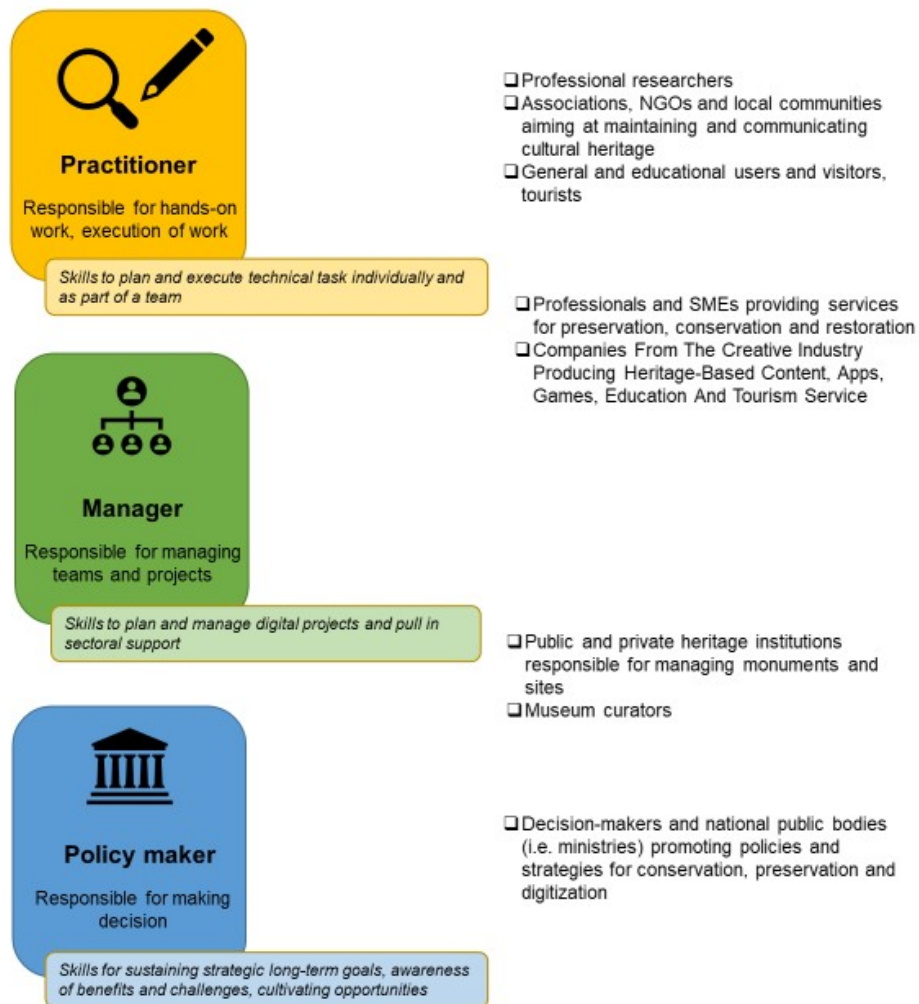 Practitioner
Responsible for hands-on
work, execution of work
Skills to plan and execute technical task individually and
as part of a team
❑Professional researchers
❑Associations, NGOs and local communities
aiming at maintaining and communicating
cultural heritage
❑General and educational users and visitors,
tourists
❑Professionals and SMEs providing services
for preservation, conservation and restoration
❑Companies From The Creative Industry
Producing Heritage-Based Content, Apps,
Games, Education And Tourism Service
Manager
Responsible for managing
teams and projects
Skills to plan and manage digital projects and pull in
sectoral support
❑Public and private heritage institutions
responsible for managing monuments and
sites
❑Museum curators
Policy maker
Responsible for making
decision
Skills for sustaining strategic long-term goals, awareness
of benefits and challenges, cultivating opportunities
❑Decision-makers and national public bodies
(i.e. ministries) promoting policies and
strategies for conservation, preservation and
digitization